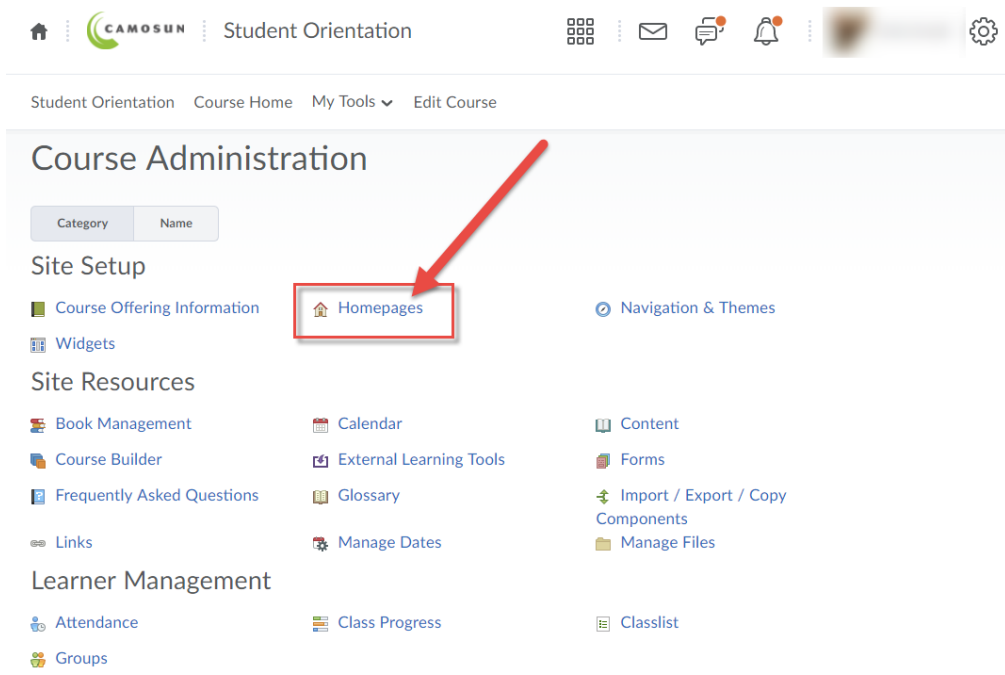 CAMOSUN Student Orientation
Student Orientation Course Home My Tools Edit Course
Course Administration
Category Name
Site Setup
Course Offering Information Homepages Navigation & Themes
Widgets
Site Resources
Book Management Calendar Content
Course Builder External Learning Tools Forms
Frequently Asked Questions Glossary Import / Export / Copy
Components
Links Manage Dates Manage Files
Learner Management
Attendance Class Progress Classlist
Groups